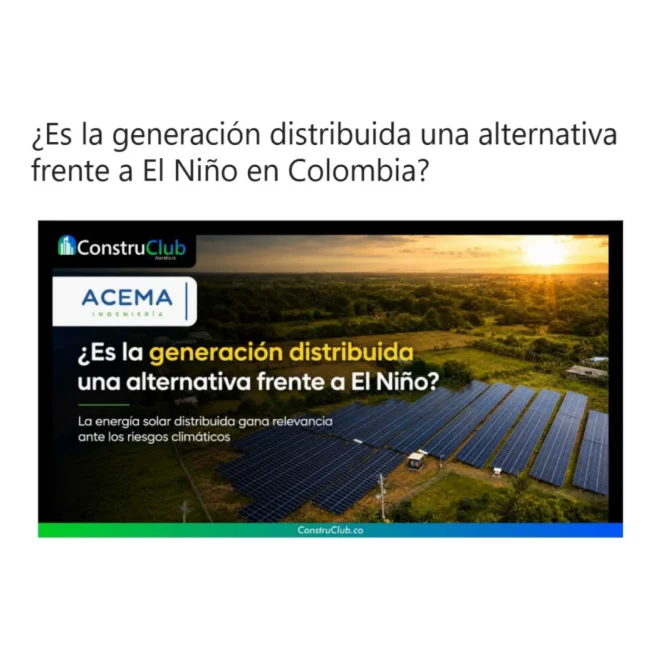 ¿Es la generación distribuida una alternativa
frente a El Niño en Colombia?
ConstruClub
ACEMA
INGENIERÍA
¿Es la generación distribuida
una alternativa frente a El Niño?
La energía solar distribuida gana relevancia
ante los riesgos climáticos
ConstruClub.co